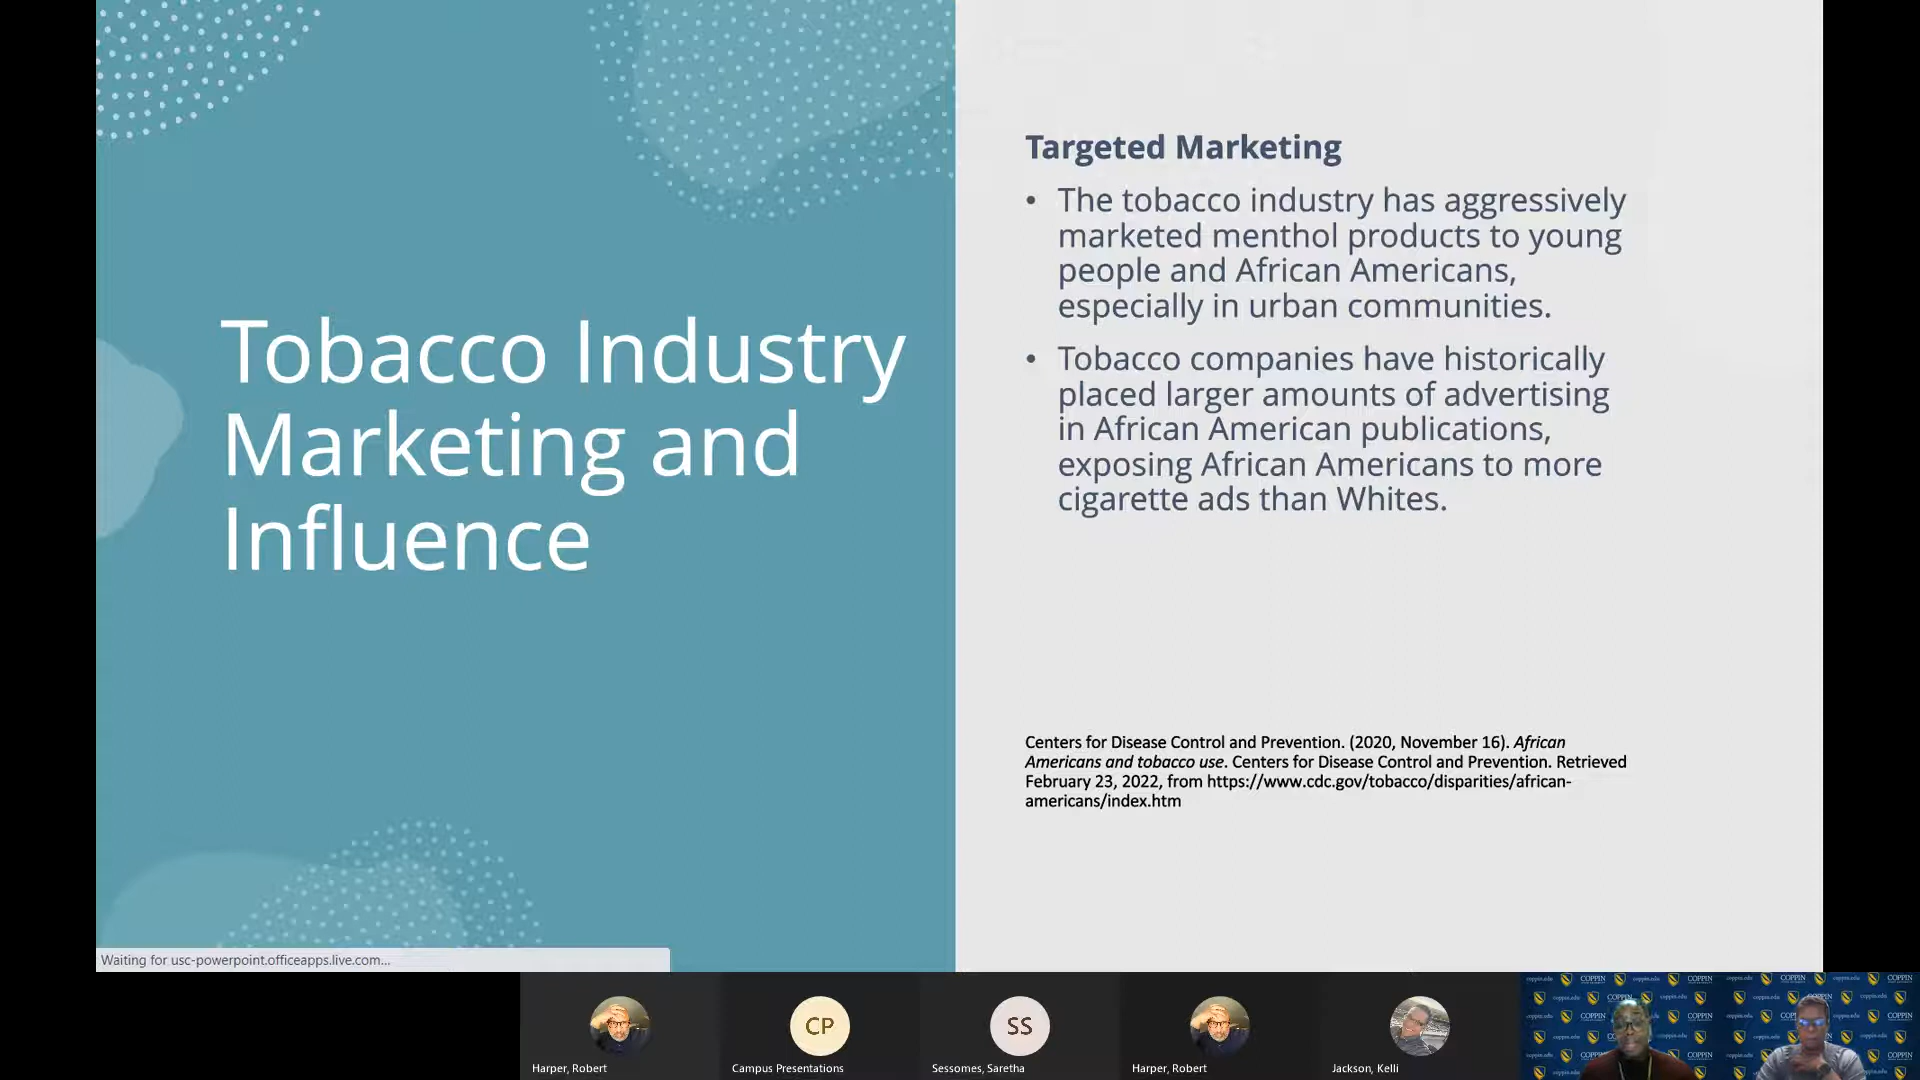 Tobacco Industry
Marketing and
Influence
Targeted Marketing
• The tobacco industry has aggressively
marketed menthol products to young
people and African Americans,
especially in urban communities.
• Tobacco companies have historically
placed larger amounts of advertising
in African American publications,
exposing African Americans to more
cigarette ads than Whites.
Centers for Disease Control and Prevention. (2020, November 16). African
Americans and tobacco use. Centers for Disease Control and Prevention. Retrieved
February 23, 2022, from https://www.cdc.gov/tobacco/disparities/african-
americans/index.htm
Waiting for usc-powerpoint.officeapps.live.com...
CP
SS
Harper, Robert
Campus Presentations
Sessomes, Saretha
Harper, Robert
Jackson, Kelli
coppin.edu
COPPIN